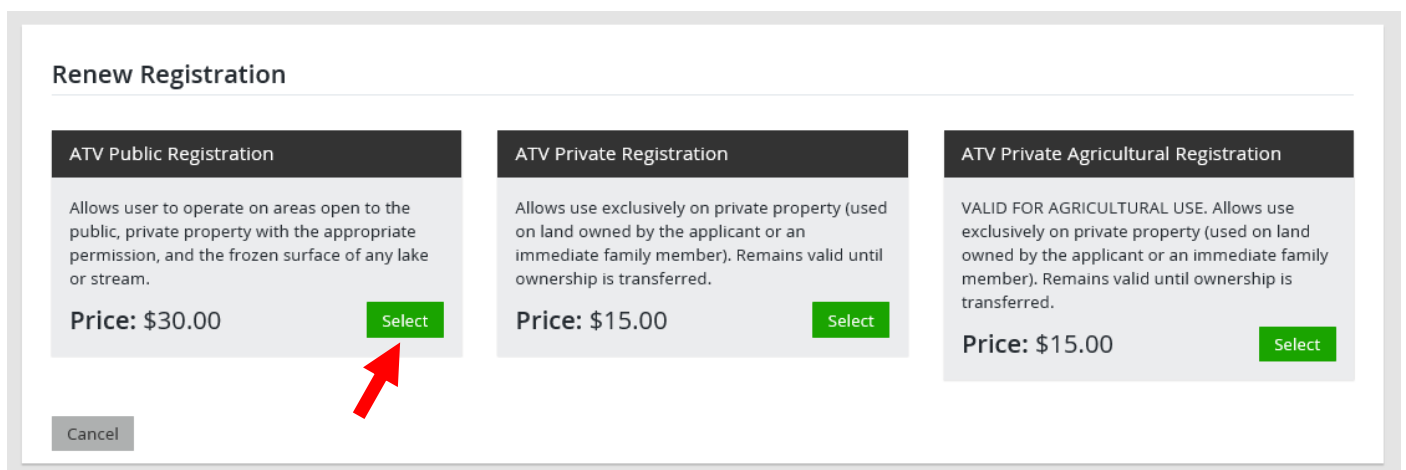 Renew Registration
ATV Public Registration
Allows user to operate on areas open to the
public, private property with the appropriate
permission, and the frozen surface of any lake
or stream.
Price: $30.00
Select
ATV Private Registration
Allows use exclusively on private property (used
on land owned by the applicant or an
immediate family member). Remains valid until
ownership is transferred.
Price: $15.00
Select
ATV Private Agricultural Registration
VALID FOR AGRICULTURAL USE. Allows use
exclusively on private property (used on land
owned by the applicant or an immediate family
member). Remains valid until ownership is
transferred.
Price: $15.00
Select
Cancel